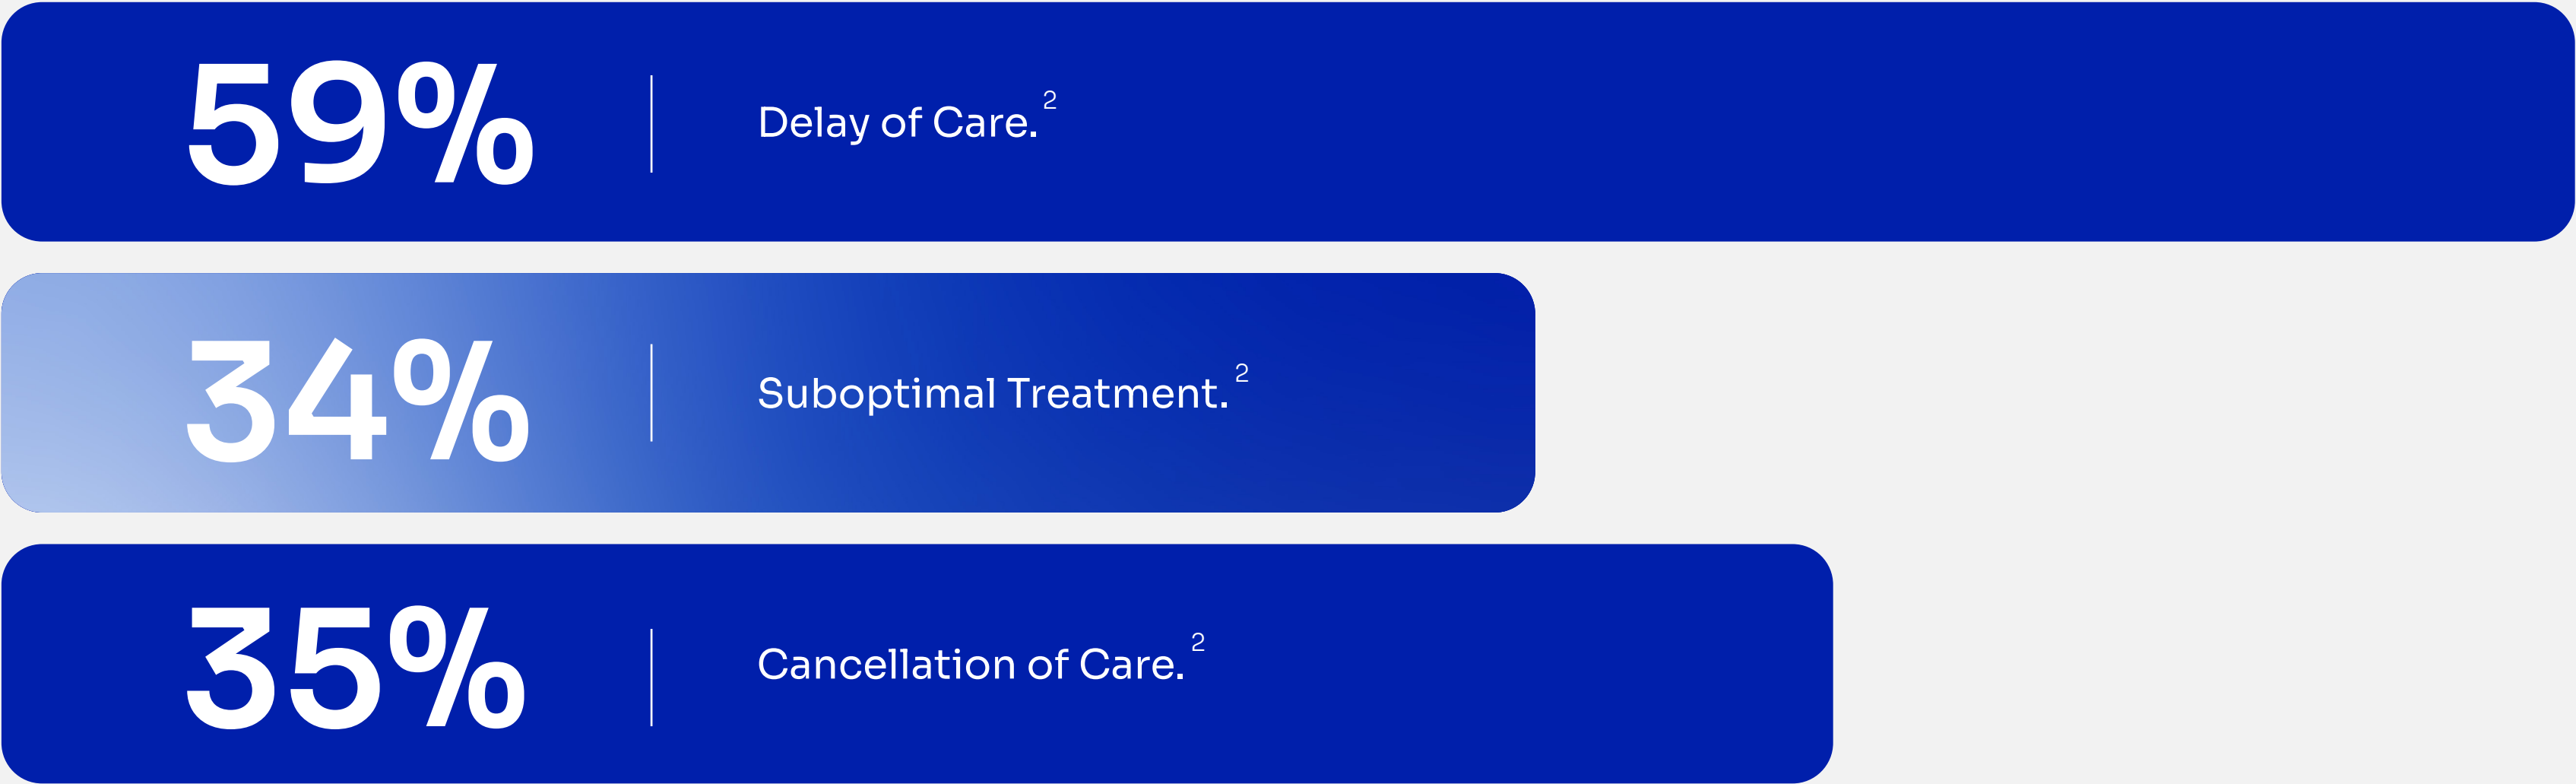 59% Delay of Care.²
34% Suboptimal Treatment.²
35% Cancellation of Care.²